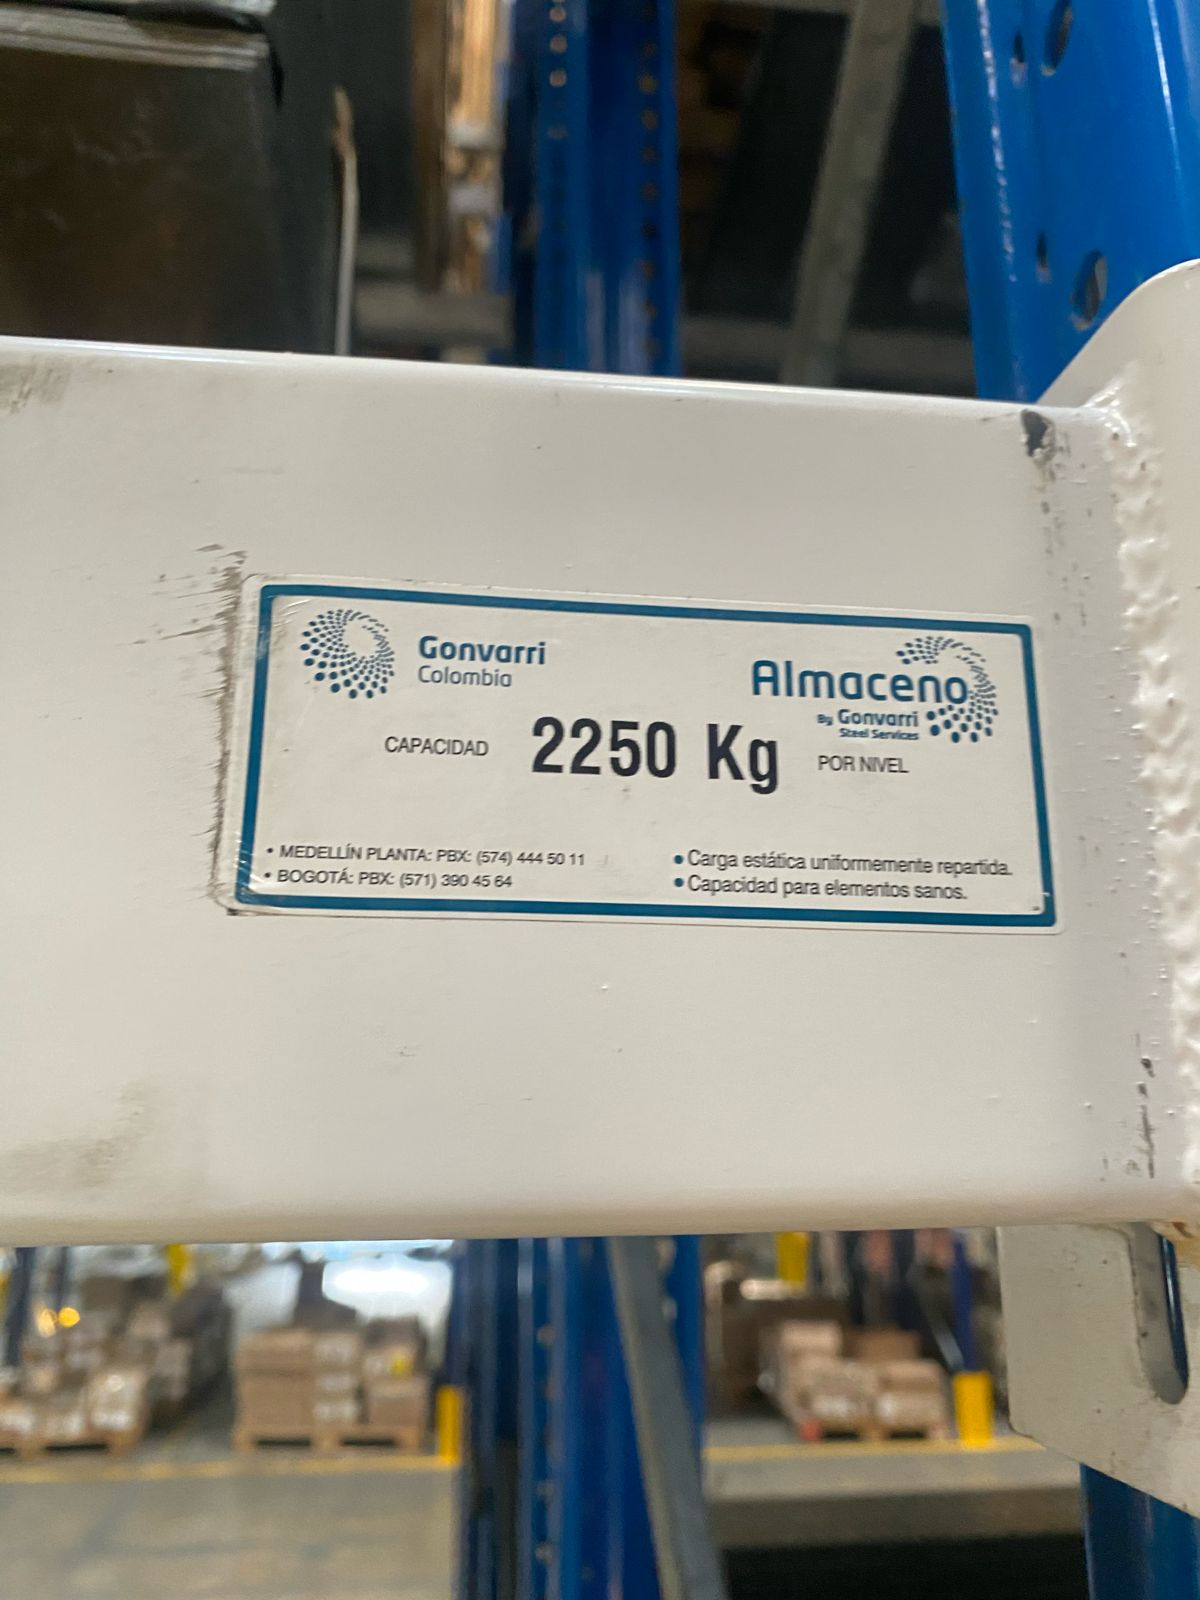 Gonvarri
Colombia
Almaceno
By Gonvarri
Steel Services
CAPACIDAD 2250 Kg POR NIVEL
• MEDELLÍN PLANTA: PBX: (574) 444 50 11
• BOGOTÁ: PBX: (571) 390 45 64
• Carga estática uniformemente repartida.
• Capacidad para elementos sanos.